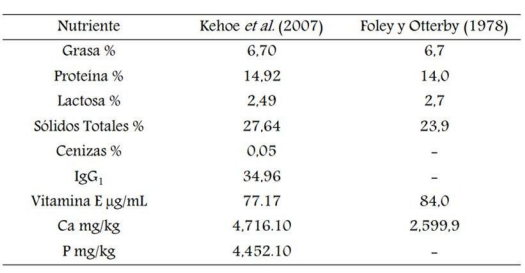 Nutriente Kehoe et al. (2007) Foley y Otterby (1978)
Grasa % 6,70 6,7
Proteína % 14,92 14,0
Lactosa % 2,49 2,7
Sólidos Totales % 27,64 23,9
Cenizas % 0,05 –
IgG₁ 34,96 –
Vitamina E µg/mL 77.17 84,0
Ca mg/kg 4,716.10 2,599,9
P mg/kg 4,452.10 –